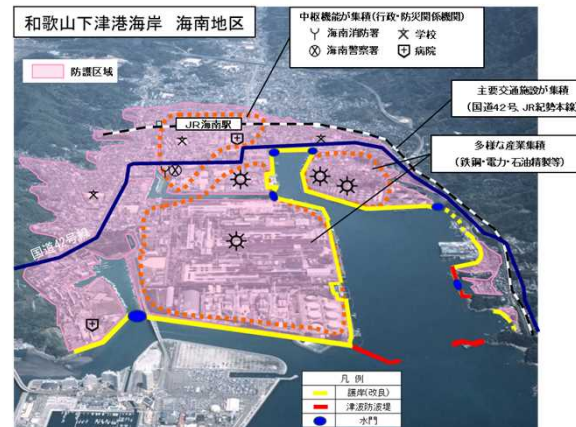 和歌山下津港海岸 海南地区
中枢機能が集積(行政・防災関係機関)
海南消防署 学校
海南警察署 病院
防護区域
主要交通施設が集積
(国道42号、JR紀勢本線)
JR海南駅
多様な産業集積
(鉄鋼・電力・石油精製等)
国道42号線
凡 例
護岸(改良)
津波防波堤
水門